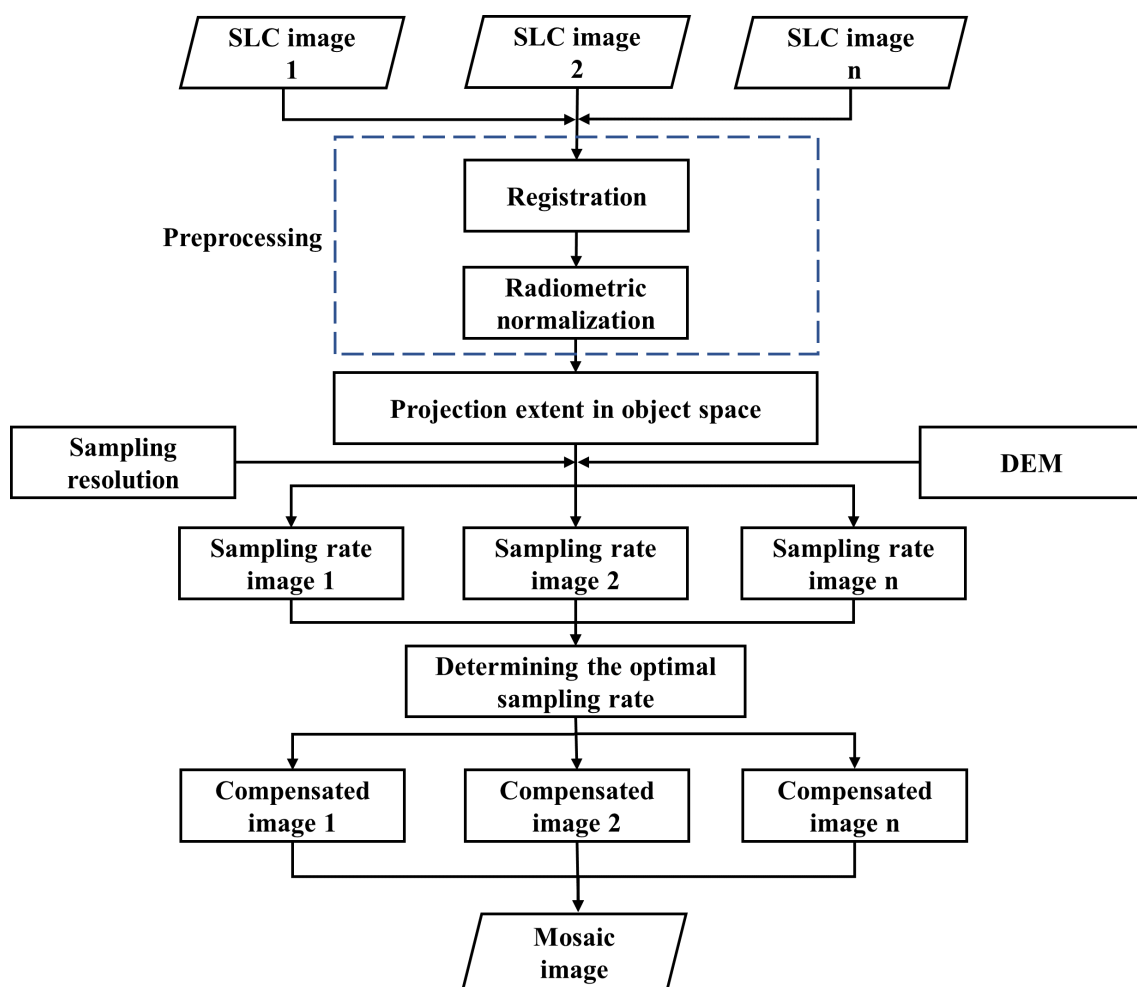 SLC image
1
SLC image
2
SLC image
n
Preprocessing
Registration
Radiometric
normalization
Projection extent in object space
Sampling
resolution
DEM
Sampling rate
image 1
Sampling rate
image 2
Sampling rate
image n
Determining the optimal
sampling rate
Compensated
image 1
Compensated
image 2
Compensated
image n
Mosaic
image